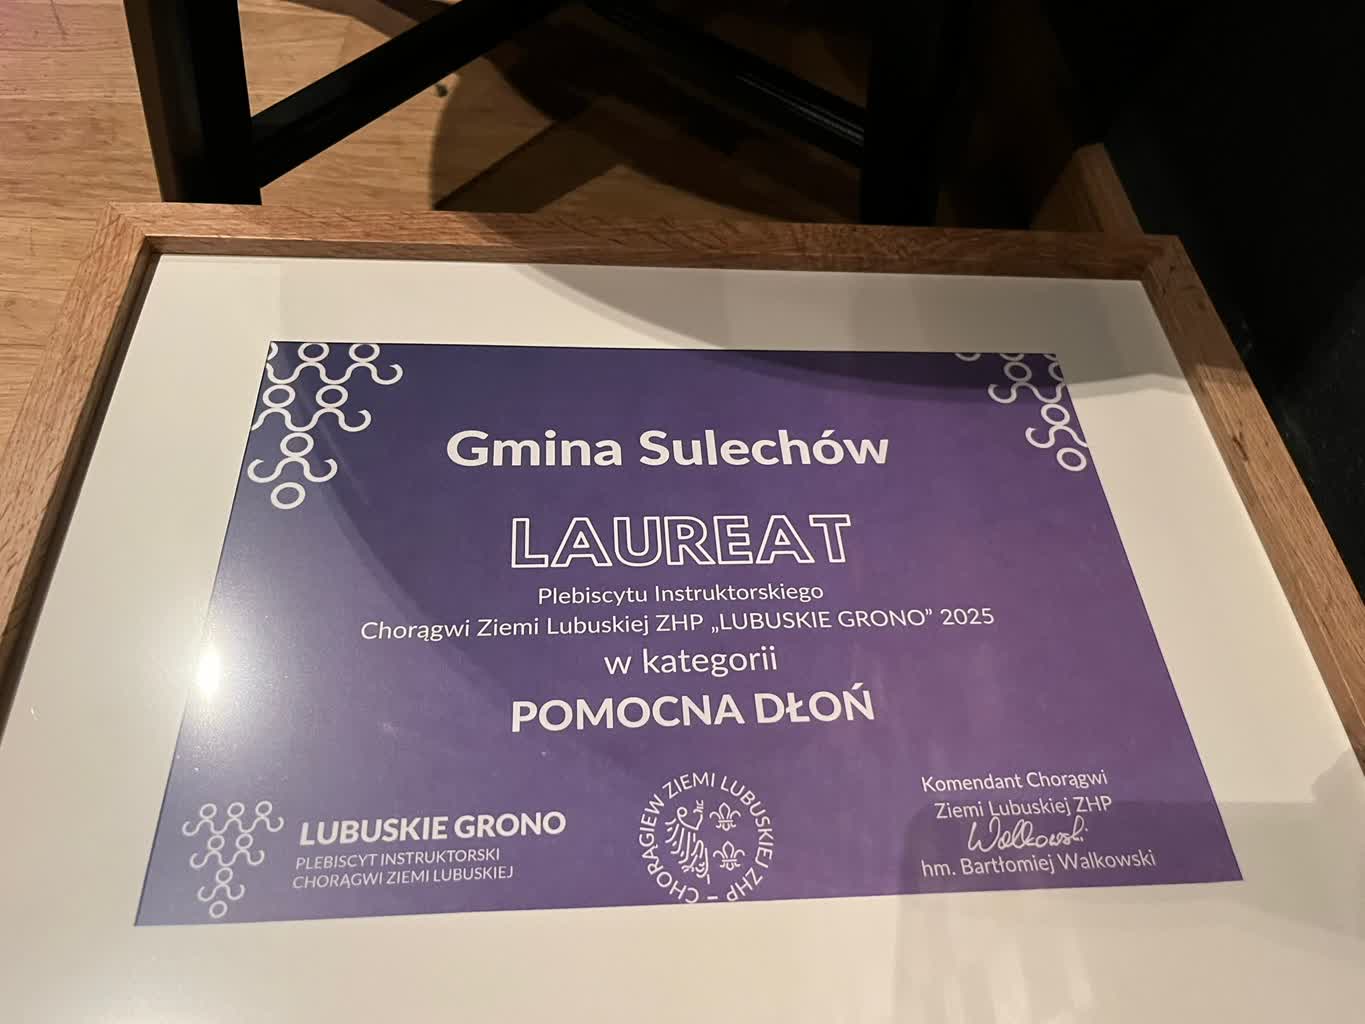 Gmina Sulechów
LAUREAT
Plebiscytu Instruktorskiego
Chorągwi Ziemi Lubuskiej ZHP „LUBUSKIE GRONO” 2025
w kategorii
POMOCNA DŁOŃ
LUBUSKIE GRONO
PLEBISCYT INSTRUKTORSKI
CHORĄGWI ZIEMI LUBUSKIEJ
CHORĄGIEW ZIEMI LUBUSKIEJ ZHP –
Komendant Chorągwi
Ziemi Lubuskiej ZHP
Walkowski
hm. Bartłomiej Walkowski